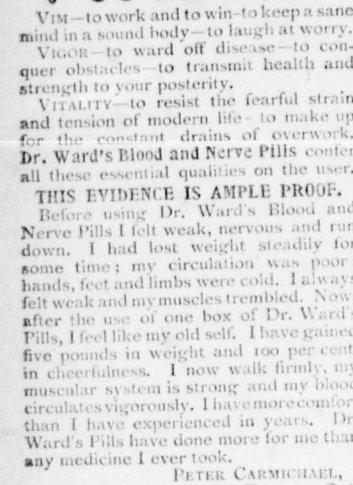 VIM—to work and to win—to keep a sane
mind in a sound body—to laugh at worry.
VIGOR—to ward off disease—to con-
quer obstacles—to transmit health and
strength to your posterity.
VITALITY—to resist the fearful strain
and tension of modern life—to make up
for the constant drains of overwork.
Dr. Ward's Blood and Nerve Pills confer
all these essential qualities on the user.
THIS EVIDENCE IS AMPLE PROOF.
Before using Dr. Ward's Blood and
Nerve Pills I felt weak, nervous and run
down. I had lost weight steadily for
some time; my circulation was poor
hands, feet and limbs were cold. I always
felt weak and my muscles trembled. Now
after the use of one box of Dr. Ward's
Pills, I feel like my old self. I have gained
five pounds in weight and 100 per cent
in cheerfulness. I now walk firmly, my
muscular system is strong and my blood
circulates vigorously. I have more comfor
than I have experienced in years. Dr
Ward's Pills have done more for me than
any medicine I ever took.
PETER CARMICHAEL,